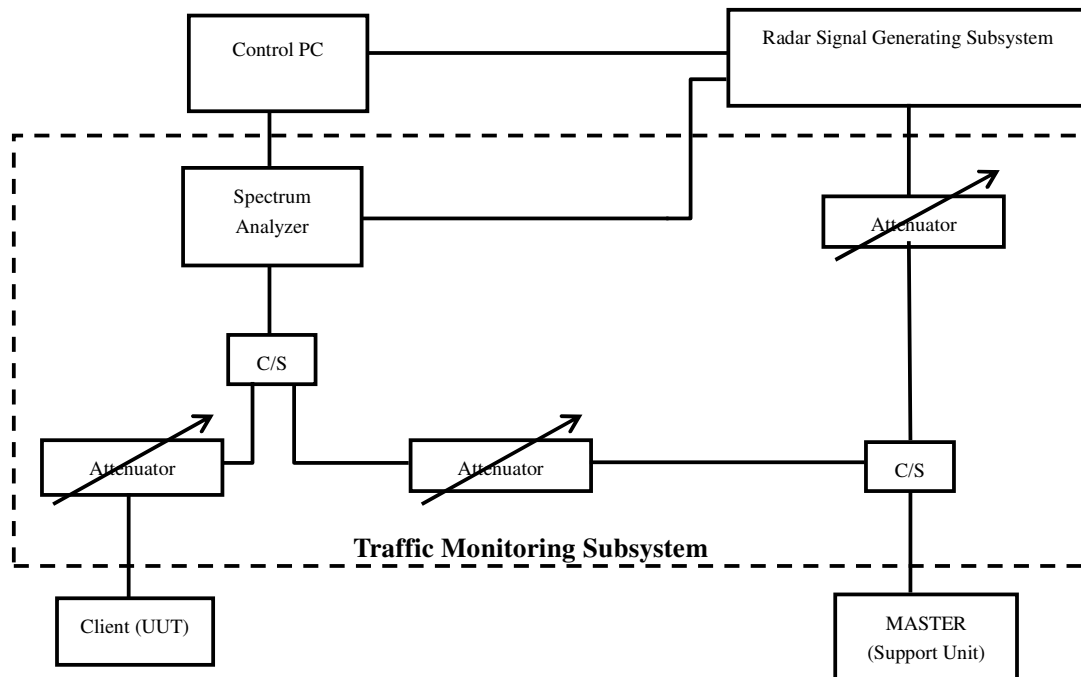 Control PC
Radar Signal Generating Subsystem
Spectrum
Analyzer
Attenuator
C/S
Attenuator
Attenuator
C/S
Traffic Monitoring Subsystem
Client (UUT)
MASTER
(Support Unit)